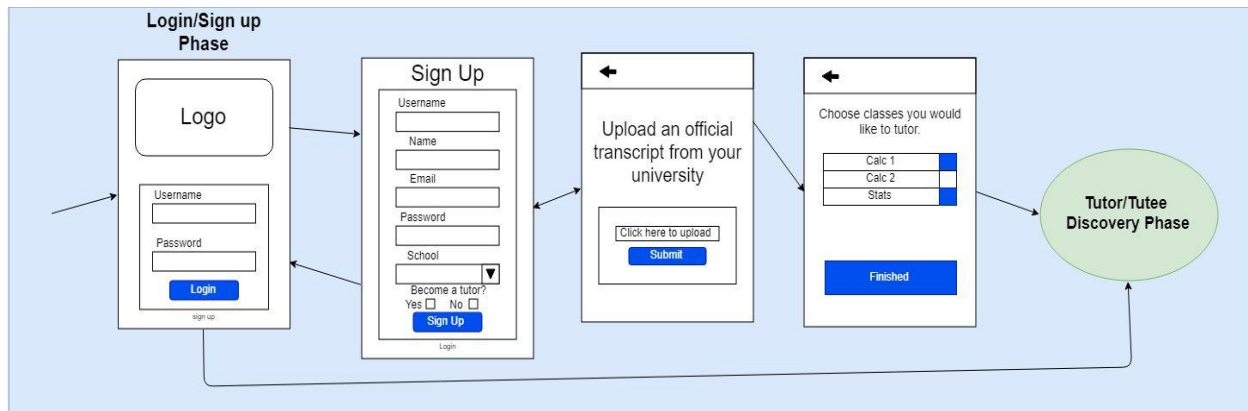 Login/Sign up
Phase
Logo
Username
Password
Login
sign up
Sign Up
Username
Name
Email
Password
School
Become a tutor?
Yes No
Sign Up
Login
Upload an official
transcript from your
university
Click here to upload
Submit
Choose classes you would
like to tutor.
Calc 1
Calc 2
Stats
Finished
Tutor/Tutee
Discovery Phase